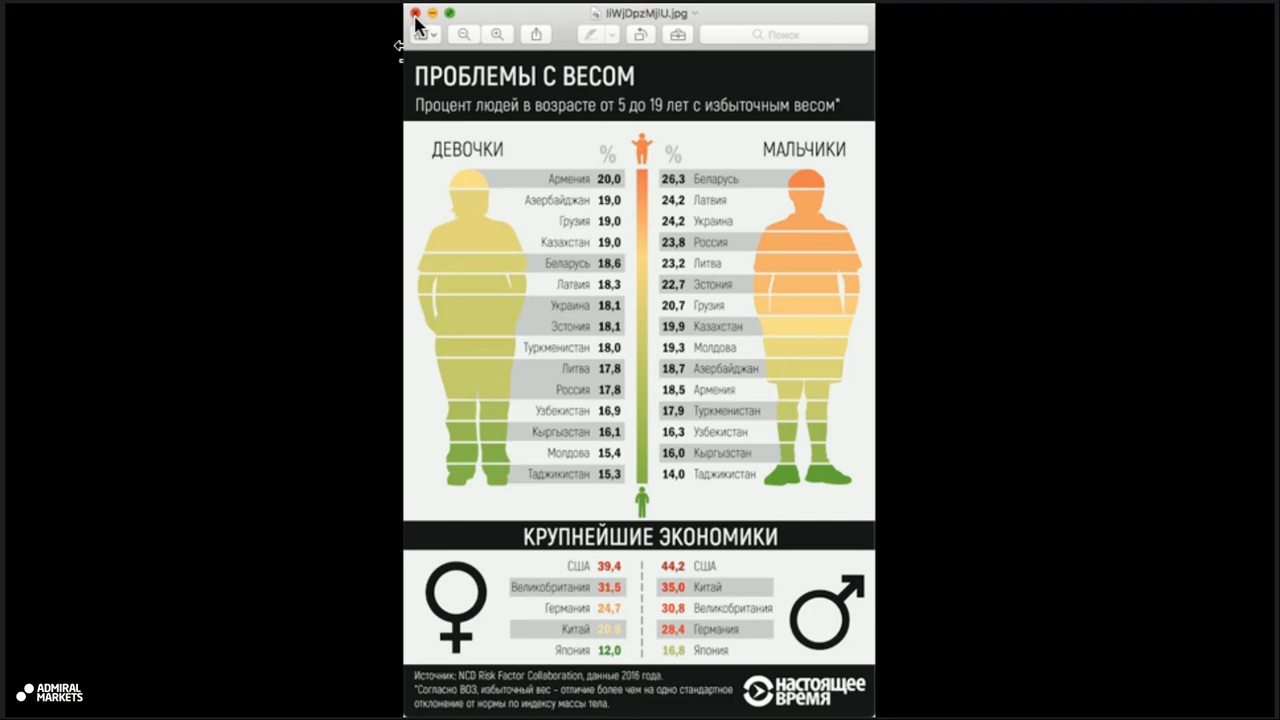 liWjDpzMjlU.jpg
Поиск
ПРОБЛЕМЫ С ВЕСОМ
Процент людей в возрасте от 5 до 19 лет с избыточным весом*
ДЕВОЧКИ % % МАЛЬЧИКИ
Армения 20,0 26,3 Беларусь
Азербайджан 19,0 24,2 Латвия
Грузия 19,0 24,2 Украина
Казахстан 19,0 23,8 Россия
Беларусь 18,6 23,2 Литва
Латвия 18,3 22,7 Эстония
Украина 18,1 20,7 Грузия
Эстония 18,1 19,9 Казахстан
Туркменистан 18,0 19,3 Молдова
Литва 17,8 18,7 Азербайджан
Россия 17,8 18,5 Армения
Узбекистан 16,9 17,9 Туркменистан
Кыргызстан 16,1 16,3 Узбекистан
Молдова 15,4 16,0 Кыргызстан
Таджикистан 15,3 14,0 Таджикистан
КРУПНЕЙШИЕ ЭКОНОМИКИ
США 39,4 44,2 США
Великобритания 31,5 35,0 Китай
Германия 24,7 30,8 Великобритания
Китай 20,8 28,4 Германия
Япония 12,0 16,8 Япония
Источник: NCD Risk Factor Collaboration, данные 2016 года.
*Согласно ВОЗ, избыточный вес – отличие более чем на одно стандартное
отклонение от нормы по индексу массы тела.
НАСТОЯЩЕЕ
ВРЕМЯ
ADMIRAL
MARKETS